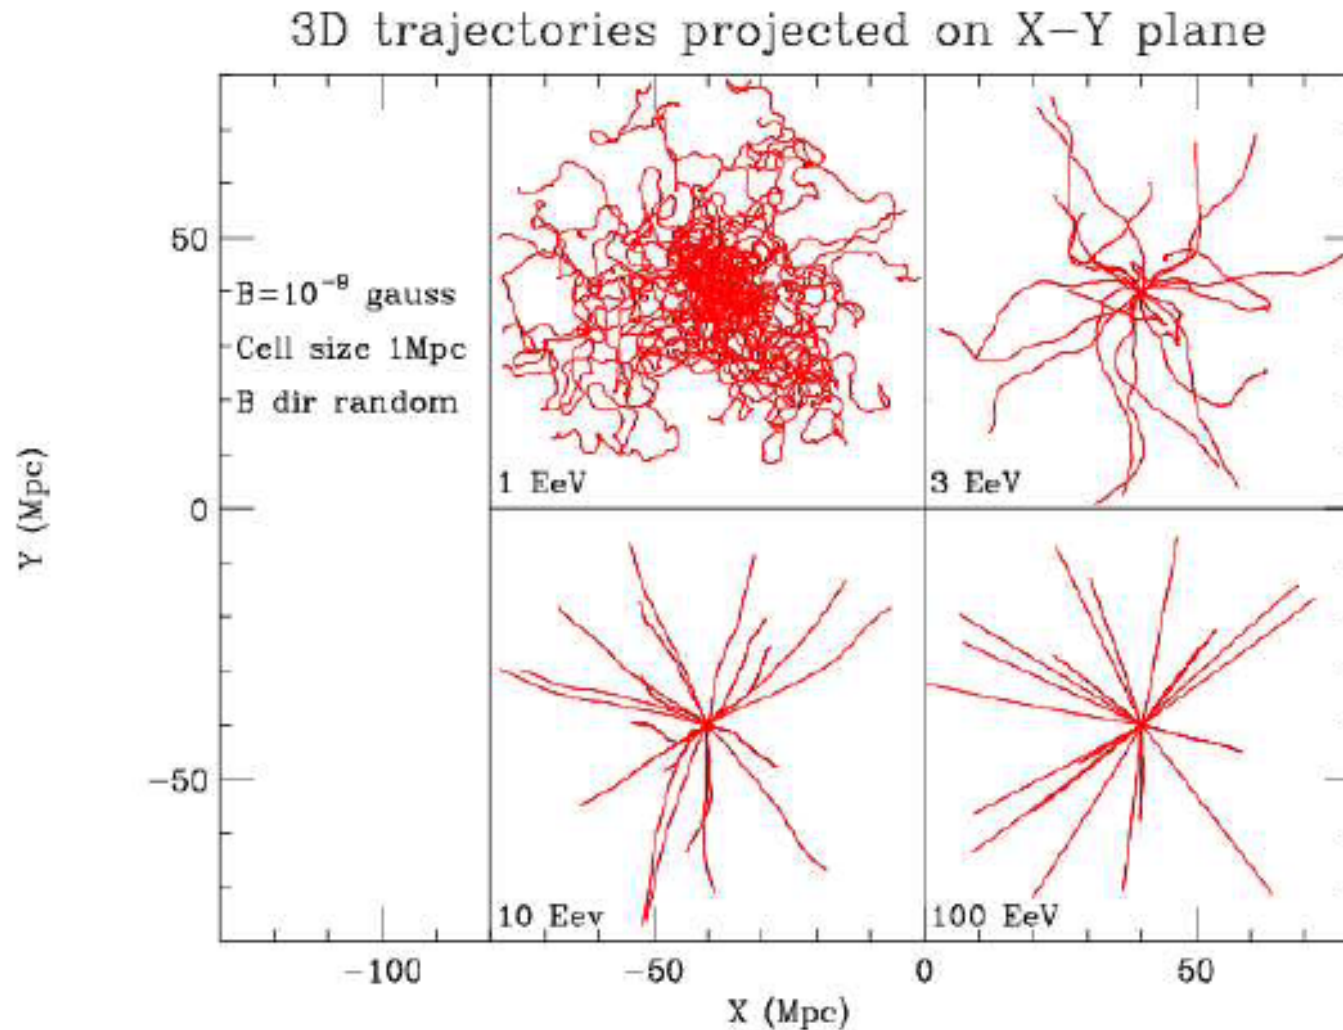 3D trajectories projected on X-Y plane
50
B=10⁻⁹ gauss
Cell size 1Mpc
B dir random
Y (Mpc)
0
-50
1 EeV
3 EeV
10 Eev
100 EeV
-100
-50
0
50
X (Mpc)